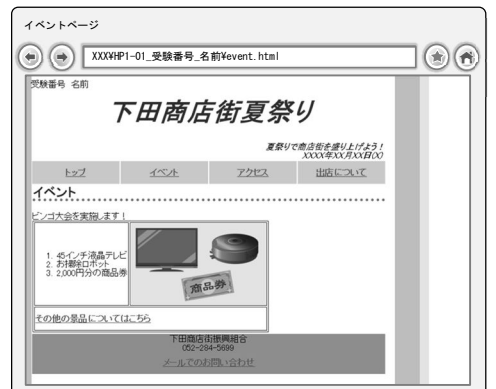 イベントページ
XXX¥HP1-01_受験番号_名前¥event.html
受験番号 名前
下田商店街夏祭り
夏祭りで商店街を盛り上げよう!
XXXX年XX月XX日(X)
トップ イベント アクセス 出店について
イベント
ビンゴ大会を実施します!
1. 45インチ液晶テレビ
2. お掃除ロボット
3. 2,000円分の商品券
商品券
その他の景品についてはこちら
下田商店街振興組合
052-284-5699
メールでのお問い合わせ